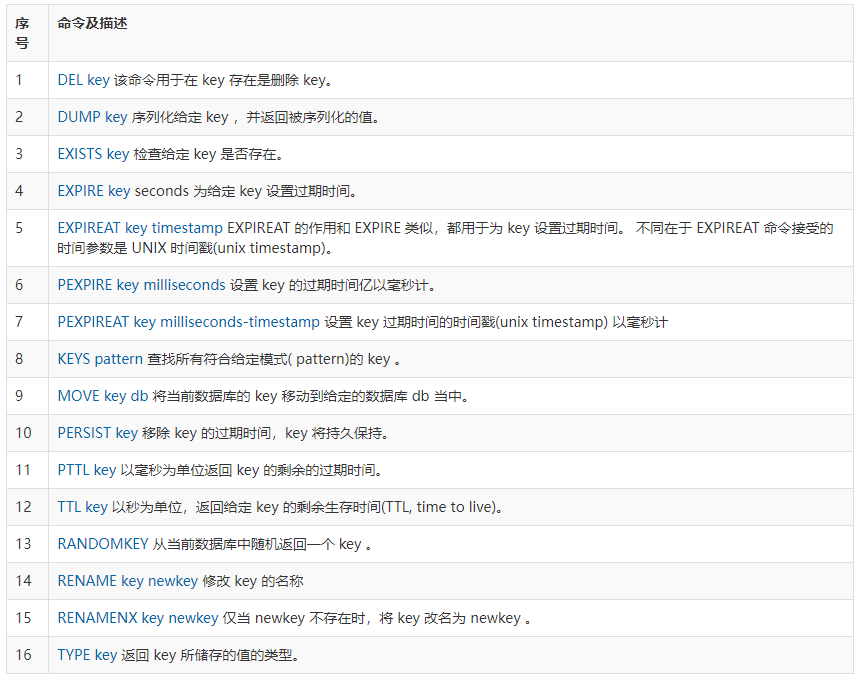 序号 命令及描述
1 DEL key 该命令用于在 key 存在是删除 key。
2 DUMP key 序列化给定 key ，并返回被序列化的值。
3 EXISTS key 检查给定 key 是否存在。
4 EXPIRE key seconds 为给定 key 设置过期时间。
5 EXPIREAT key timestamp EXPIREAT 的作用和 EXPIRE 类似，都用于为 key 设置过期时间。 不同在于 EXPIREAT 命令接受的
时间参数是 UNIX 时间戳(unix timestamp)。
6 PEXPIRE key milliseconds 设置 key 的过期时间亿以毫秒计。
7 PEXPIREAT key milliseconds-timestamp 设置 key 过期时间的时间戳(unix timestamp) 以毫秒计
8 KEYS pattern 查找所有符合给定模式( pattern)的 key 。
9 MOVE key db 将当前数据库的 key 移动到给定的数据库 db 当中。
10 PERSIST key 移除 key 的过期时间，key 将持久保持。
11 PTTL key 以毫秒为单位返回 key 的剩余的过期时间。
12 TTL key 以秒为单位，返回给定 key 的剩余生存时间(TTL, time to live)。
13 RANDOMKEY 从当前数据库中随机返回一个 key 。
14 RENAME key newkey 修改 key 的名称
15 RENAMENX key newkey 仅当 newkey 不存在时，将 key 改名为 newkey 。
16 TYPE key 返回 key 所储存的值的类型。